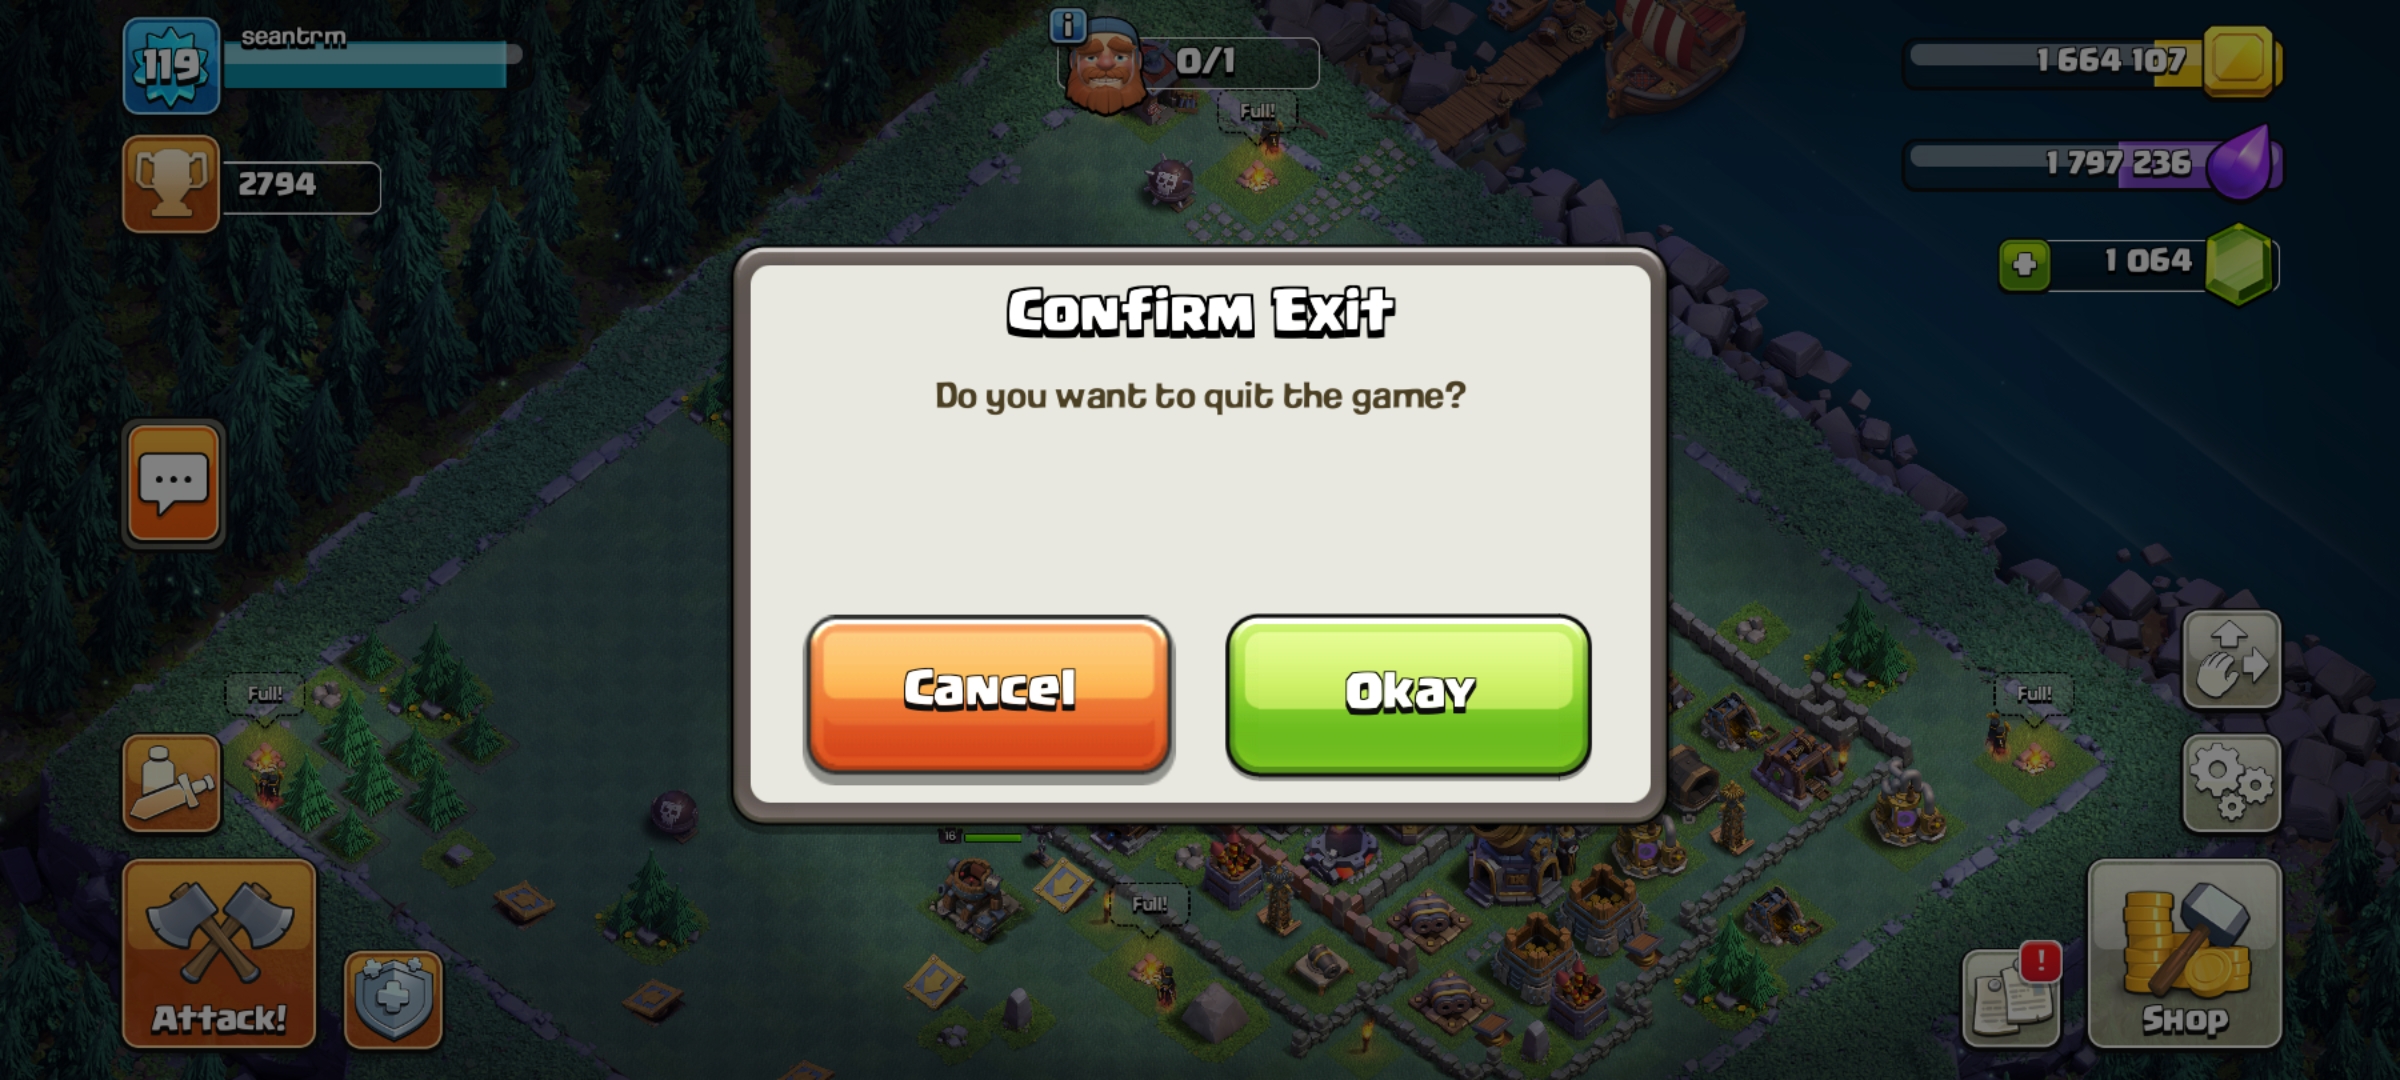 119
seantrm
i
0/1
1 664 107
Full!
2794
1 797 236
1 064
Confirm Exit
Do you want to quit the game?
Cancel
Okay
Full!
Full!
16
Full!
!
Attack!
Shop